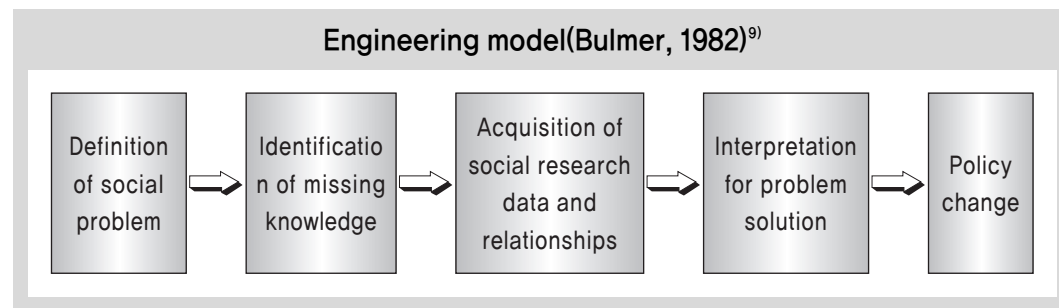 Engineering model(Bulmer, 1982)⁹⁾
Definition
of social
problem
Identificatio
n of missing
knowledge
Acquisition of
social research
data and
relationships
Interpretation
for problem
solution
Policy
change